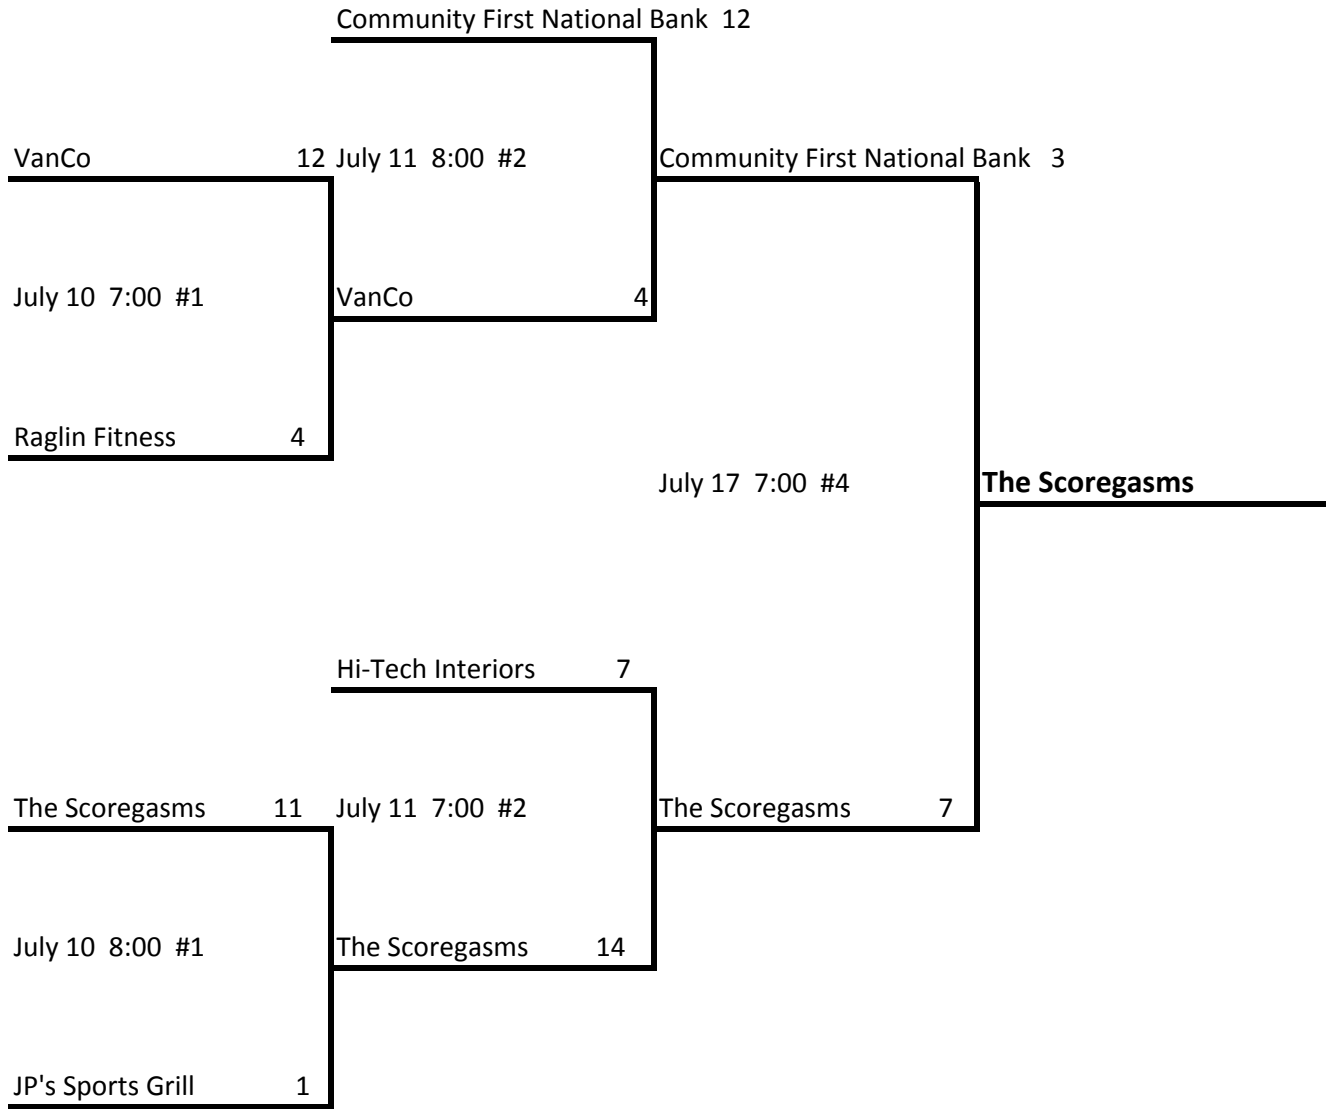 Community First National Bank 12
VanCo 12 July 11 8:00 #2 Community First National Bank 3
July 10 7:00 #1 VanCo 4
Raglin Fitness 4
July 17 7:00 #4 The Scoregasms
Hi-Tech Interiors 7
The Scoregasms 11 July 11 7:00 #2 The Scoregasms 7
July 10 8:00 #1 The Scoregasms 14
JP's Sports Grill 1